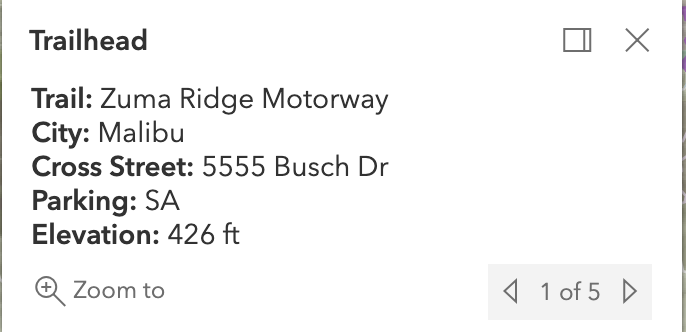 Trailhead
Trail: Zuma Ridge Motorway
City: Malibu
Cross Street: 5555 Busch Dr
Parking: SA
Elevation: 426 ft
Zoom to
1 of 5